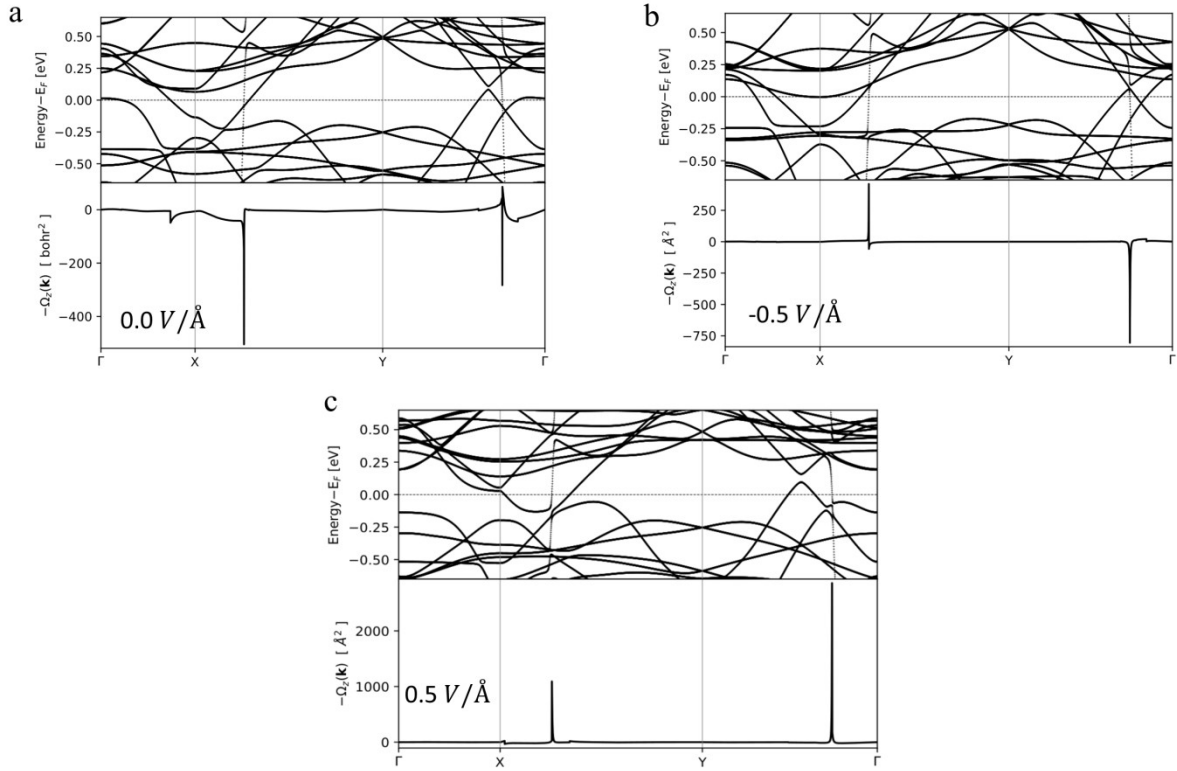 a
0.50
0.25
0.00
−0.25
−0.50
Energy−E_F [eV]
0
−200
−400
−Ω_z(k) [ bohr² ]
0.0 V/Å
Γ X Y Γ
b
0.50
0.25
0.00
−0.25
−0.50
Energy−E_F [eV]
250
0
−250
−500
−750
−Ω_z(k) [ Å² ]
-0.5 V/Å
Γ X Y Γ
c
0.50
0.25
0.00
−0.25
−0.50
Energy−E_F [eV]
2000
1000
0
−Ω_z(k) [ Å² ]
0.5 V/Å
Γ X Y Γ